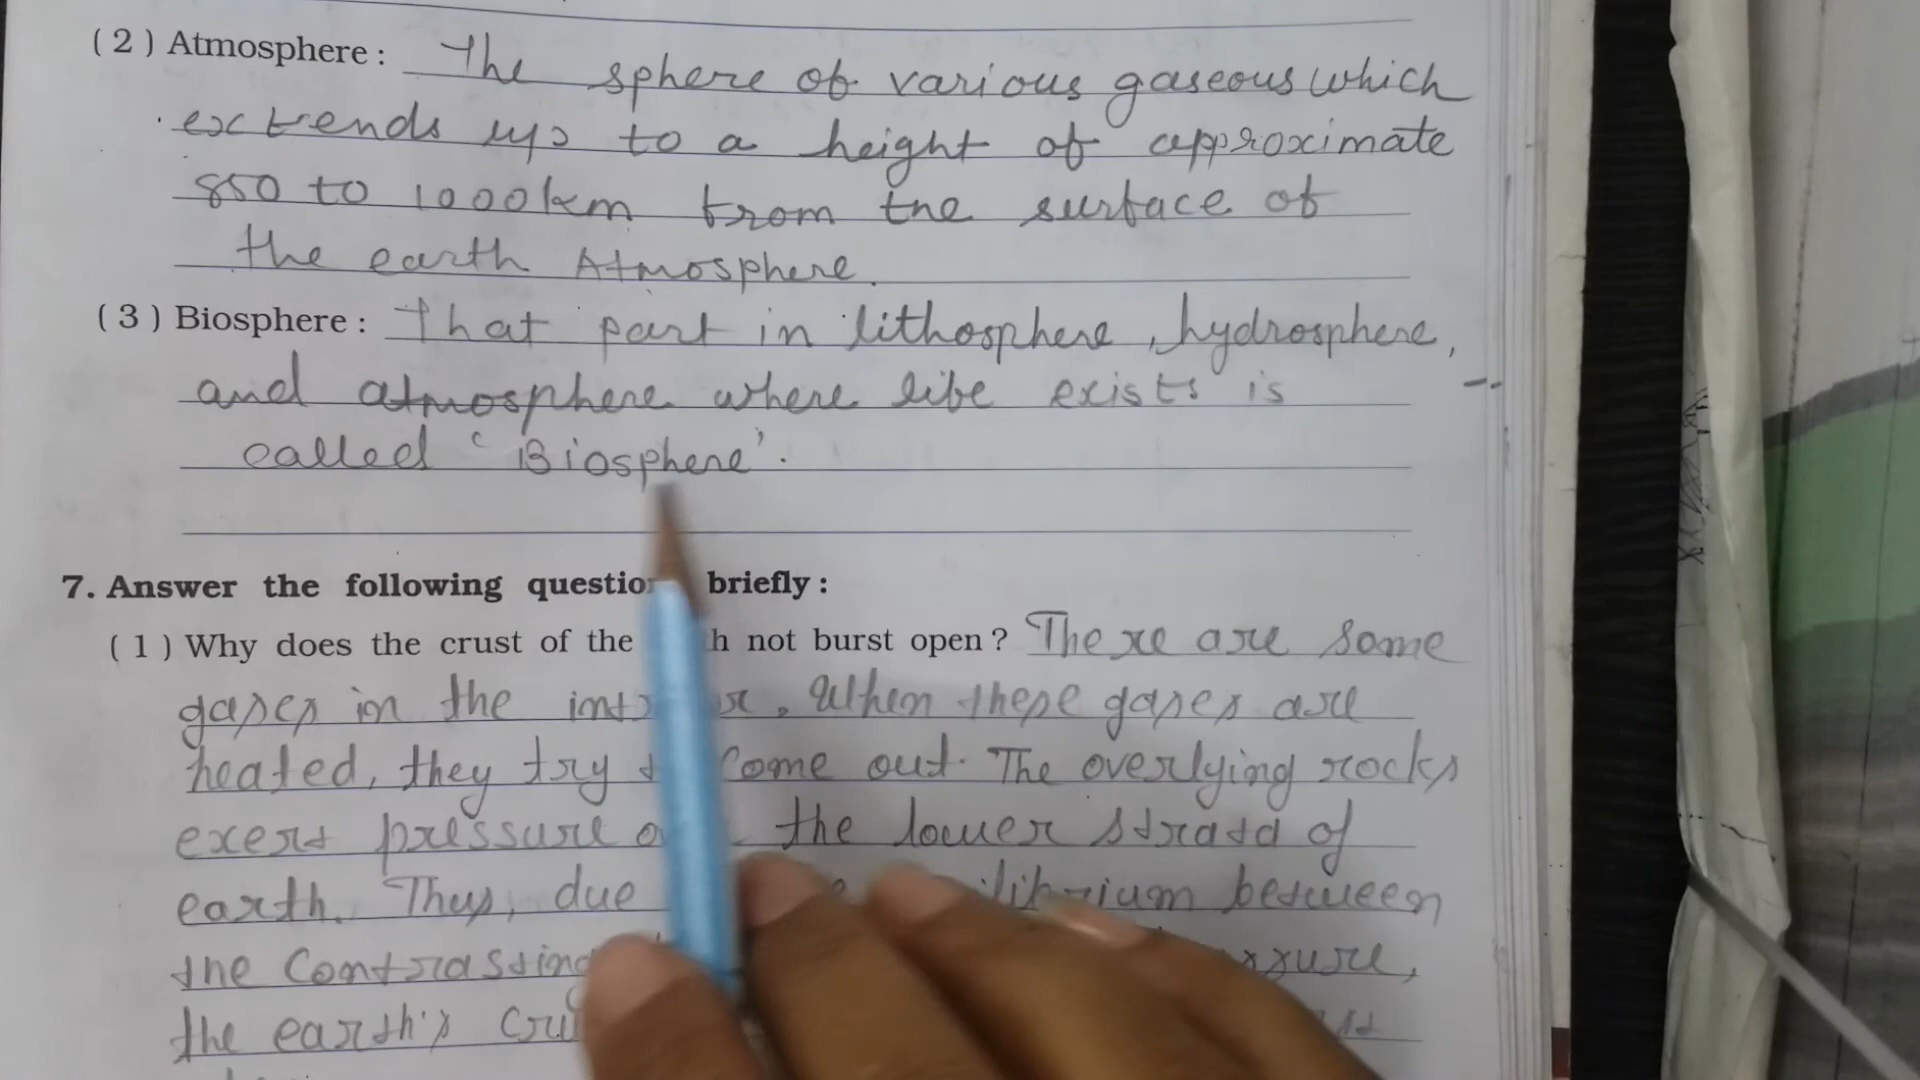 ( 2 ) Atmosphere : The sphere of various gaseous which
extends up to a height of approximate
850 to 1000km from the surface of
the earth Atmosphere.
( 3 ) Biosphere : That part in lithosphere, hydrosphere,
and atmosphere where life exists is
called 'Biosphere'.
7. Answer the following briefly :
( 1 ) Why does the crust of the not burst open ? There are some
gases in the When these gases are
heated, they try come out. The overlying rocks
exert pressure the lower strata of
earth. Thus, due between
the Contrasting
the earth's